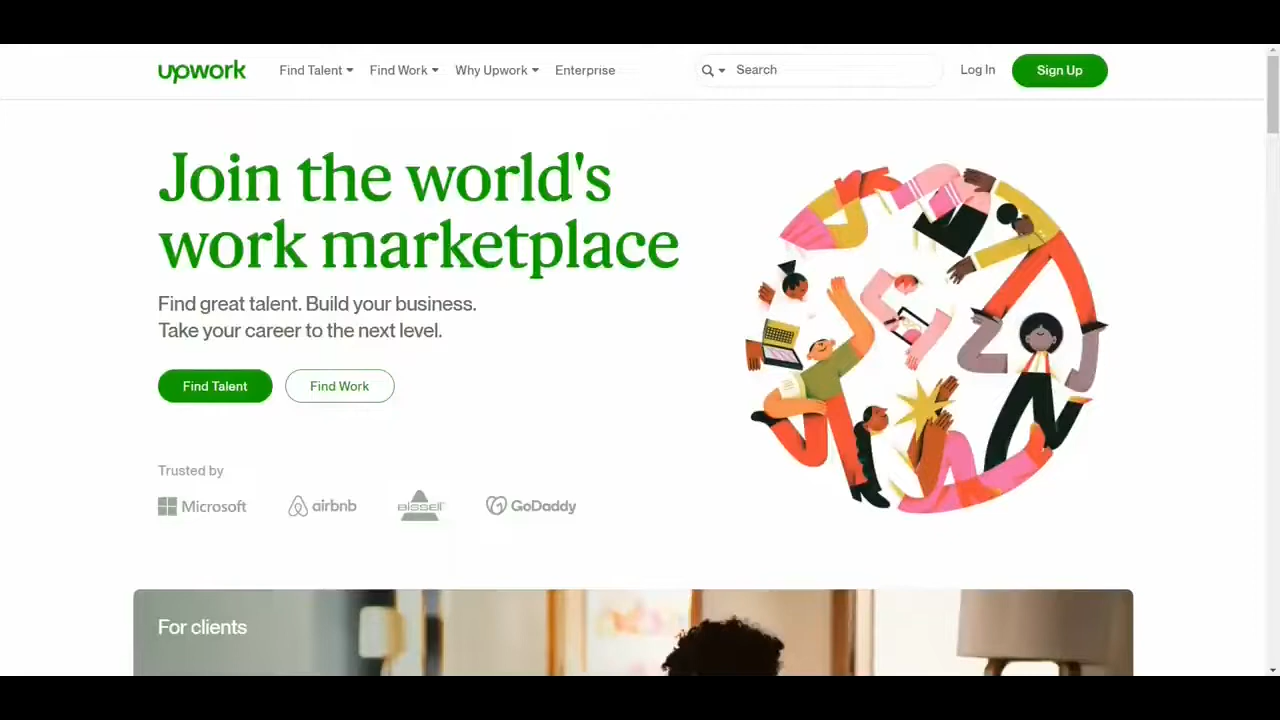 upwork Find Talent Find Work Why Upwork Enterprise Search Log In Sign Up
Join the world's
work marketplace
Find great talent. Build your business.
Take your career to the next level.
Find Talent Find Work
Trusted by
Microsoft airbnb BISSELL GoDaddy
For clients